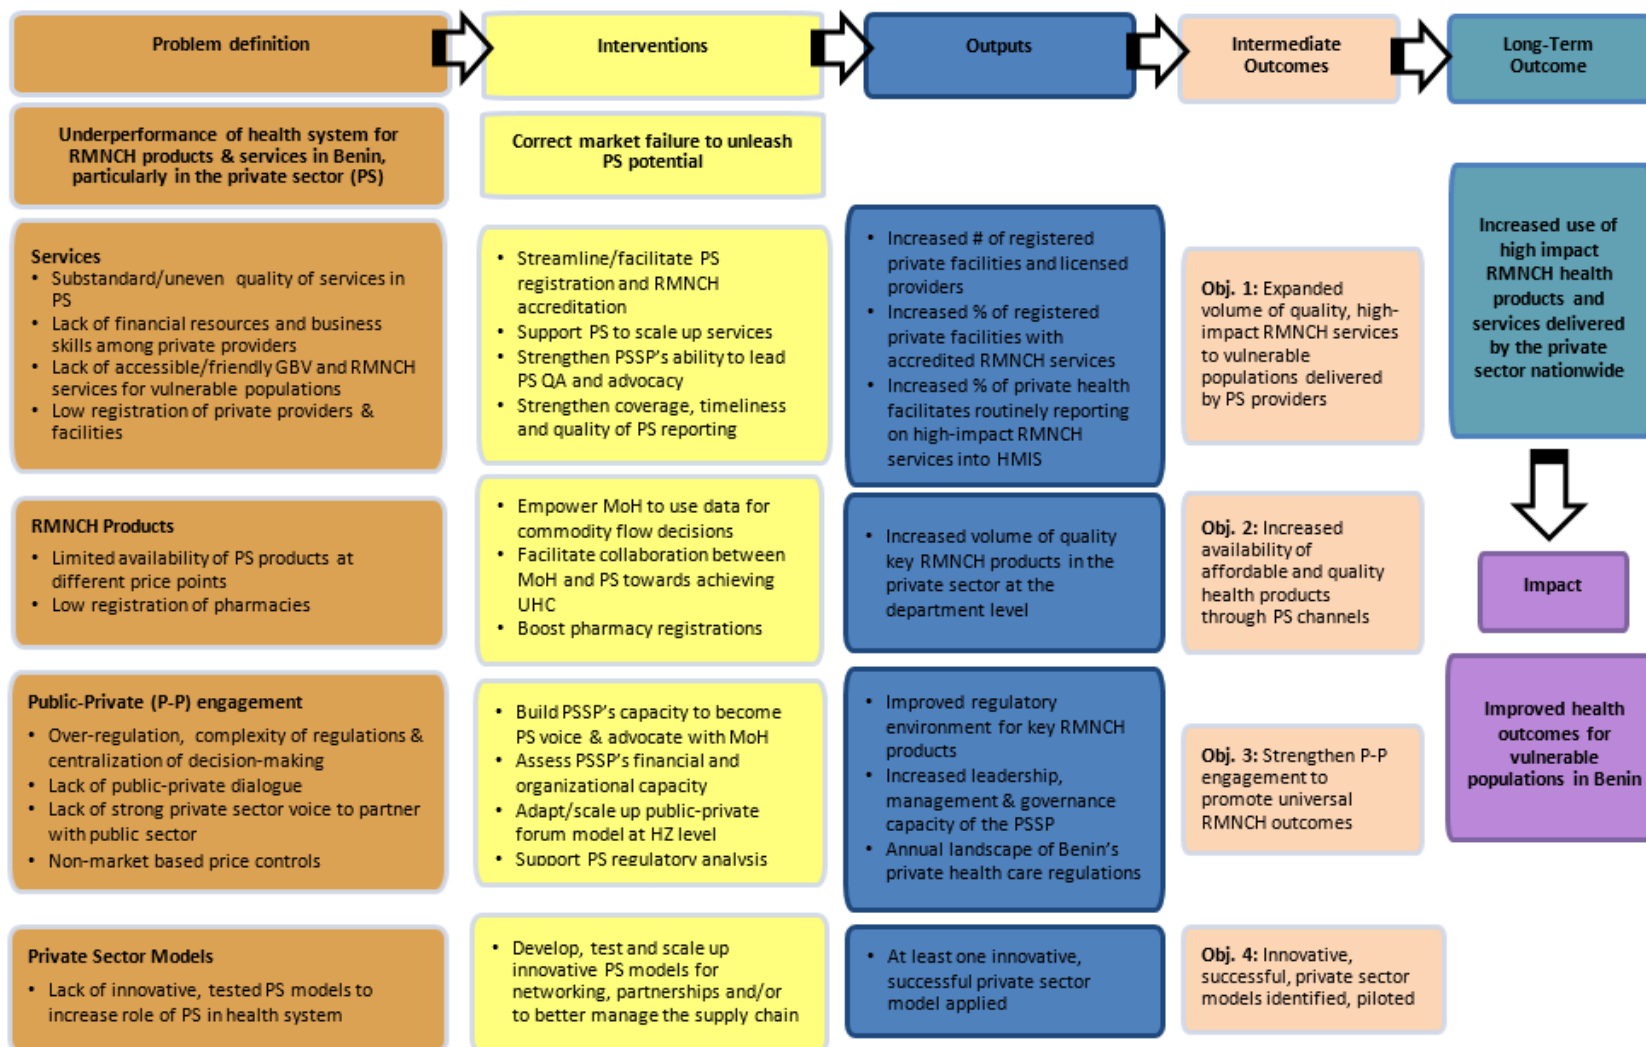 Problem definition
Interventions
Outputs
Intermediate
Outcomes
Long-Term
Outcome
Underperformance of health system for
RMNCH products & services in Benin,
particularly in the private sector (PS)
Correct market failure to unleash
PS potential
Services
• Substandard/uneven quality of services in
PS
• Lack of financial resources and business
skills among private providers
• Lack of accessible/friendly GBV and RMNCH
services for vulnerable populations
• Low registration of private providers &
facilities
• Streamline/facilitate PS
registration and RMNCH
accreditation
• Support PS to scale up services
• Strengthen PSSP's ability to lead
PS QA and advocacy
• Strengthen coverage, timeliness
and quality of PS reporting
• Increased # of registered
private facilities and licensed
providers
• Increased % of registered
private facilities with
accredited RMNCH services
• Increased % of private health
facilitates routinely reporting
on high-impact RMNCH
services into HMIS
Obj. 1: Expanded
volume of quality, high-
impact RMNCH services
to vulnerable
populations delivered
by PS providers
Increased use of
high impact
RMNCH health
products and
services delivered
by the private
sector nationwide
RMNCH Products
• Limited availability of PS products at
different price points
• Low registration of pharmacies
• Empower MoH to use data for
commodity flow decisions
• Facilitate collaboration between
MoH and PS towards achieving
UHC
• Boost pharmacy registrations
• Increased volume of quality
key RMNCH products in the
private sector at the
department level
Obj. 2: Increased
availability of
affordable and quality
health products
through PS channels
Impact
Public-Private (P-P) engagement
• Over-regulation, complexity of regulations &
centralization of decision-making
• Lack of public-private dialogue
• Lack of strong private sector voice to partner
with public sector
• Non-market based price controls
• Build PSSP's capacity to become
PS voice & advocate with MoH
• Assess PSSP's financial and
organizational capacity
• Adapt/scale up public-private
forum model at HZ level
• Support PS regulatory analysis
• Improved regulatory
environment for key RMNCH
products
• Increased leadership,
management & governance
capacity of the PSSP
• Annual landscape of Benin's
private health care regulations
Obj. 3: Strengthen P-P
engagement to
promote universal
RMNCH outcomes
Improved health
outcomes for
vulnerable
populations in Benin
Private Sector Models
• Lack of innovative, tested PS models to
increase role of PS in health system
• Develop, test and scale up
innovative PS models for
networking, partnerships and/or
to better manage the supply chain
• At least one innovative,
successful private sector
model applied
Obj. 4: Innovative,
successful, private sector
models identified, piloted